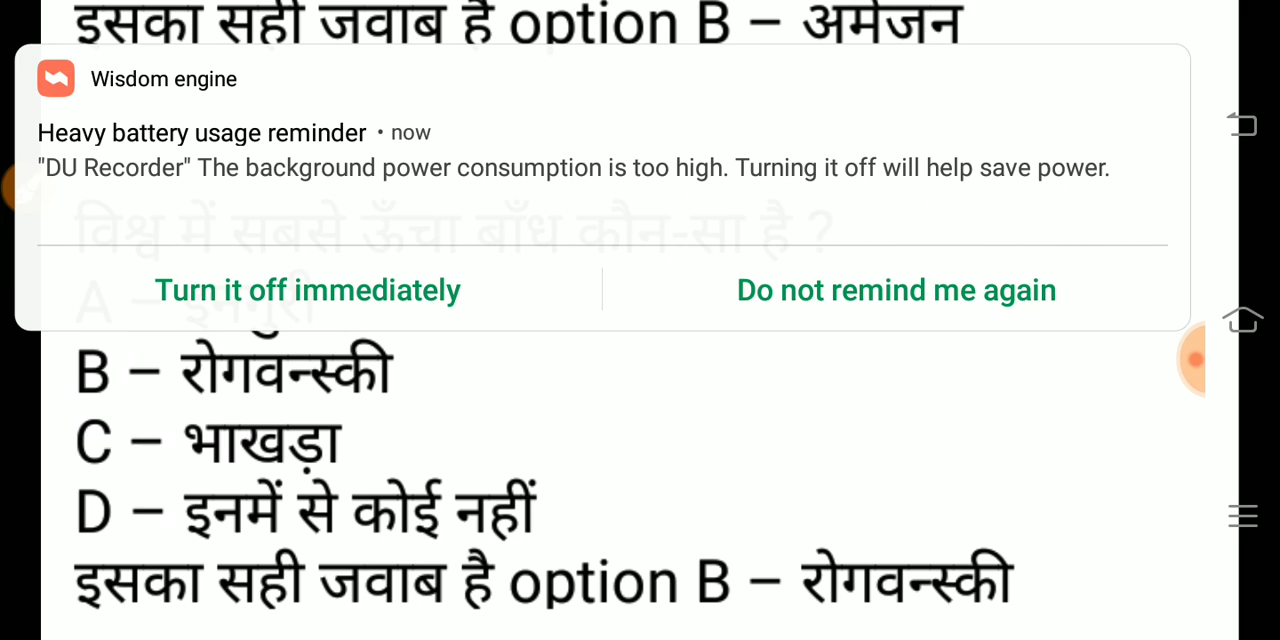 इसका सही जवाब है option B – अमेजन
Wisdom engine
Heavy battery usage reminder • now
"DU Recorder" The background power consumption is too high. Turning it off will help save power.
विश्व में सबसे ऊँचा बाँध कौन-सा है ?
Turn it off immediately
Do not remind me again
A –
B – रोगवन्स्की
C – भाखड़ा
D – इनमें से कोई नहीं
इसका सही जवाब है option B – रोगवन्स्की